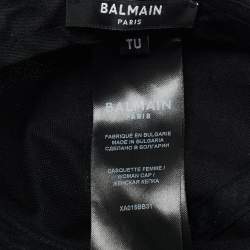 BALMAIN
PARIS
TU
BALMAIN
PARIS
FABRIQUÉ EN BULGARIE
MADE IN BULGARIA
СДЕЛАНО В БОЛГАРИИ
CASQUETTE FEMME /
WOMAN CAP /
ЖЕНСКАЯ КЕПКА
XA015BB31